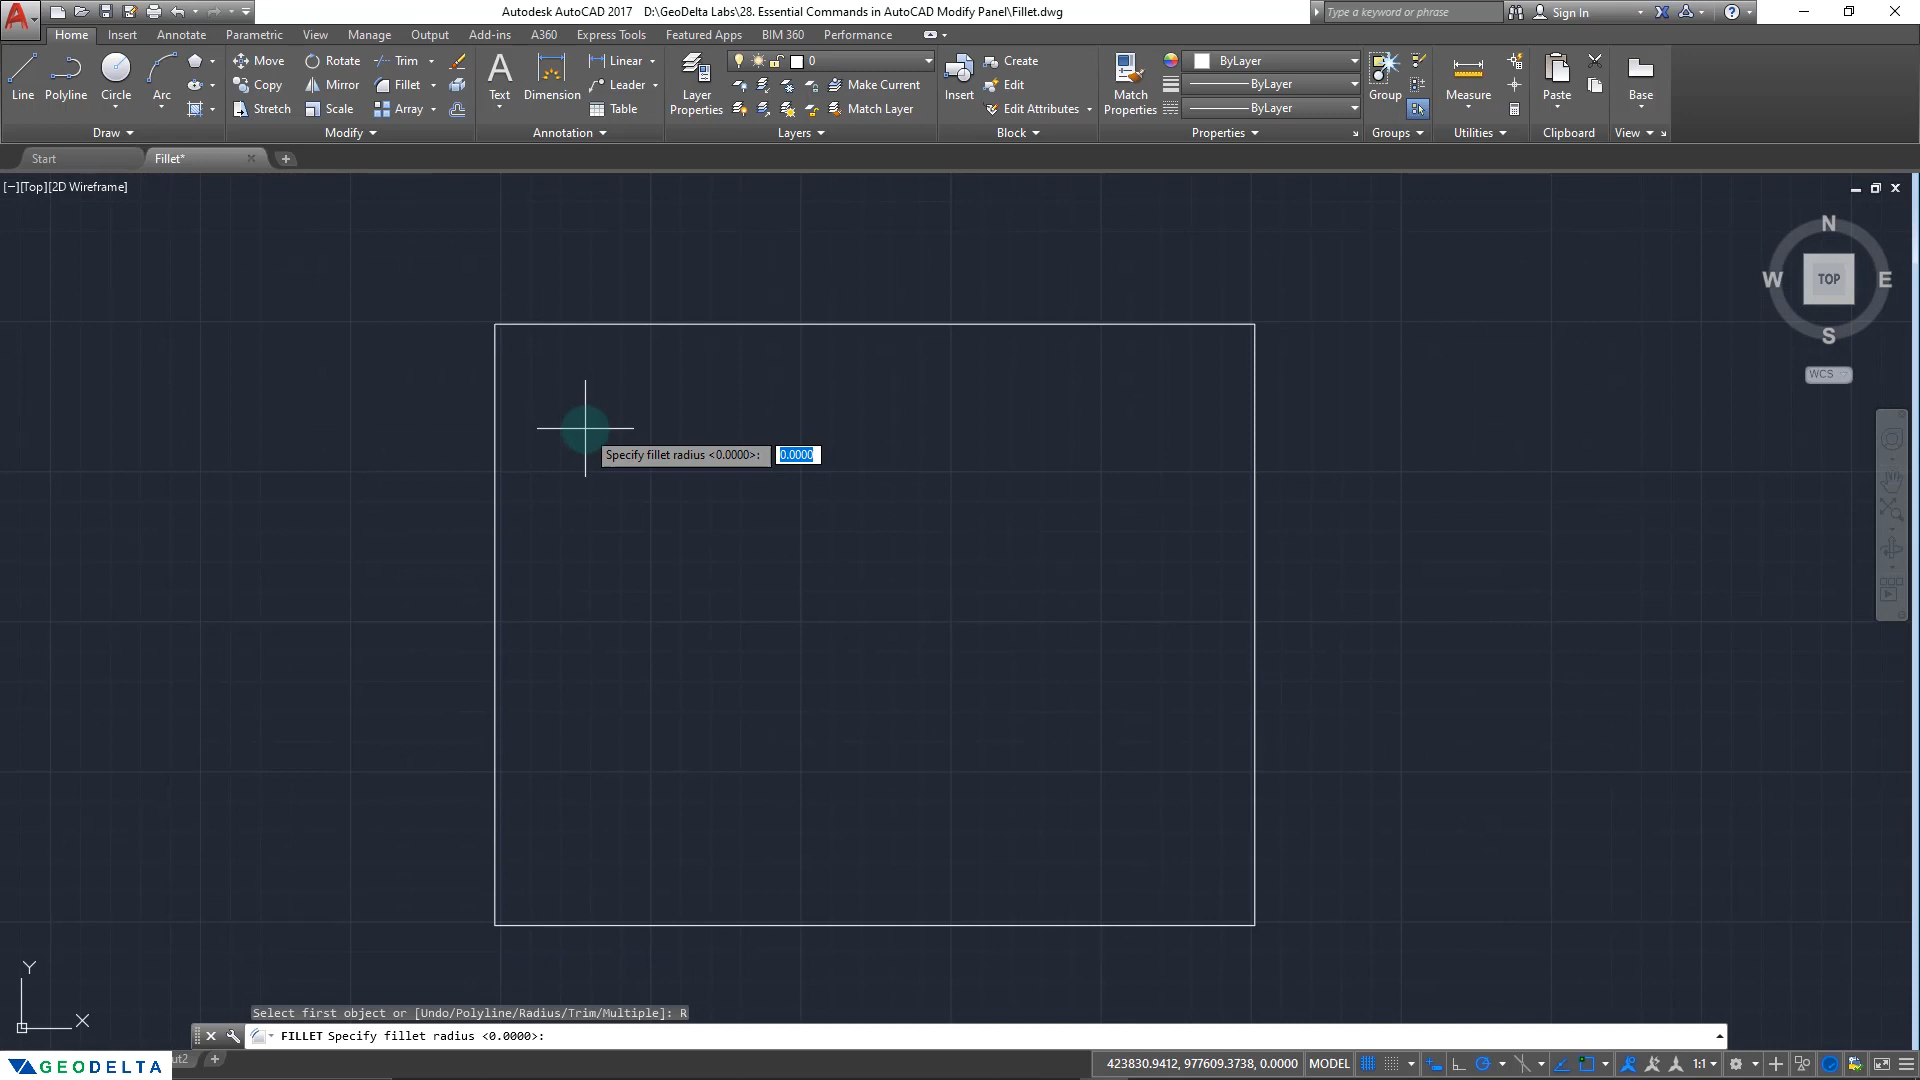 Autodesk AutoCAD 2017 D:\GeoDelta Labs\28. Essential Commands in AutoCAD Modify Panel\Fillet.dwg
Type a keyword or phrase
Sign In
Home Insert Annotate Parametric View Manage Output Add-ins A360 Express Tools Featured Apps BIM 360 Performance
Line Polyline Circle Arc
Draw
Move Rotate Trim
Copy Mirror Fillet
Stretch Scale Array
Modify
Text Dimension
Linear
Leader
Table
Annotation
Layer Properties
0
Make Current
Match Layer
Layers
Insert
Create
Edit
Edit Attributes
Block
Match Properties
ByLayer
ByLayer
ByLayer
Properties
Group
Groups
Measure
Utilities
Paste
Clipboard
Base
View
Start Fillet*
[−][Top][2D Wireframe]
N
W TOP E
S
WCS
Specify fillet radius <0.0000>: 0.0000
Y
X
Select first object or [Undo/Polyline/Radius/Trim/Multiple]: R
FILLET Specify fillet radius <0.0000>:
GEODELTA
423830.9412, 977609.3738, 0.0000 MODEL 1:1